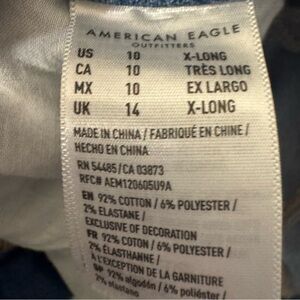 AMERICAN EAGLE
OUTFITTERS
US 10 X-LONG
CA 10 TRÈS LONG
MX 10 EX LARGO
UK 14 X-LONG
MADE IN CHINA / FABRIQUÉ EN CHINE /
HECHO EN CHINA
RN 54485 / CA 03873
RFC# AEM120605U9A
EN 92% COTTON / 6% POLYESTER /
2% ELASTANE /
EXCLUSIVE OF DECORATION
FR 92% COTON / 6% POLYESTER /
2% ÉLASTHANNE /
À L'EXCEPTION DE LA GARNITURE
SP 92% algodón / 6% poliéster /
2% elastano